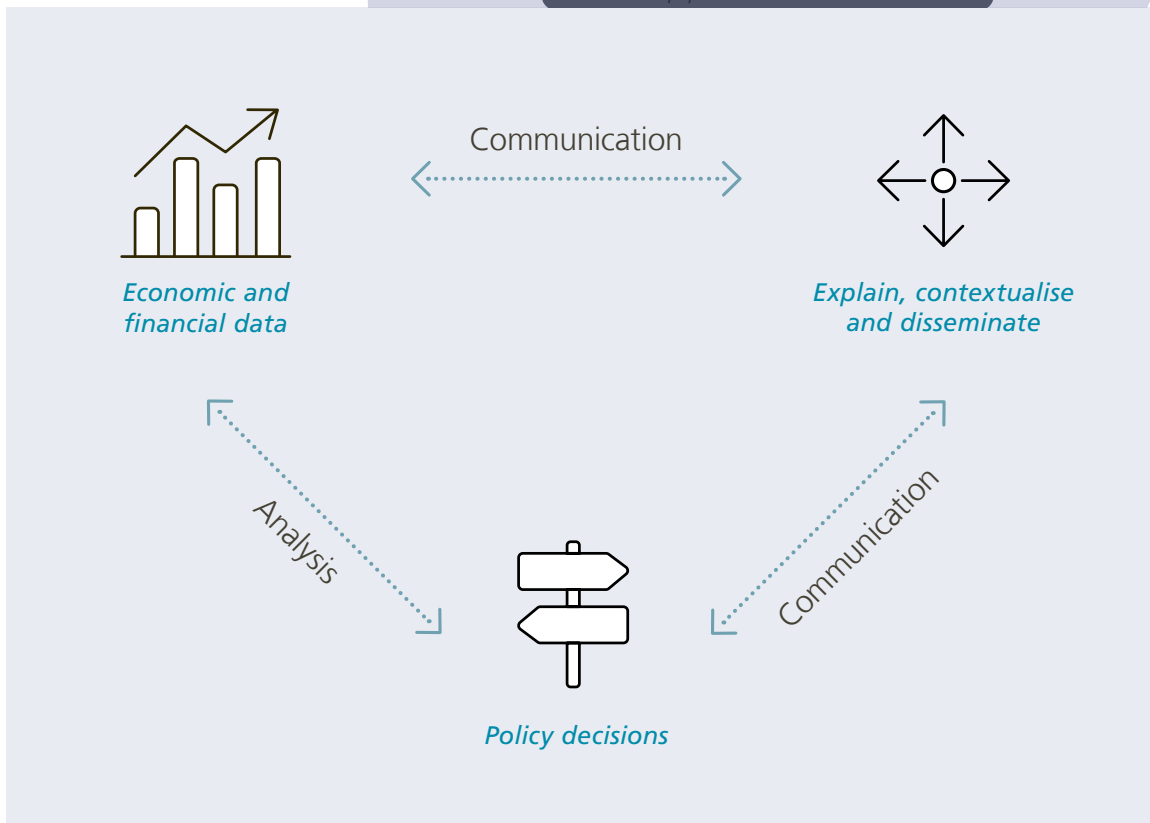 Communication
Economic and
financial data
Explain, contextualise
and disseminate
Analysis
Communication
Policy decisions